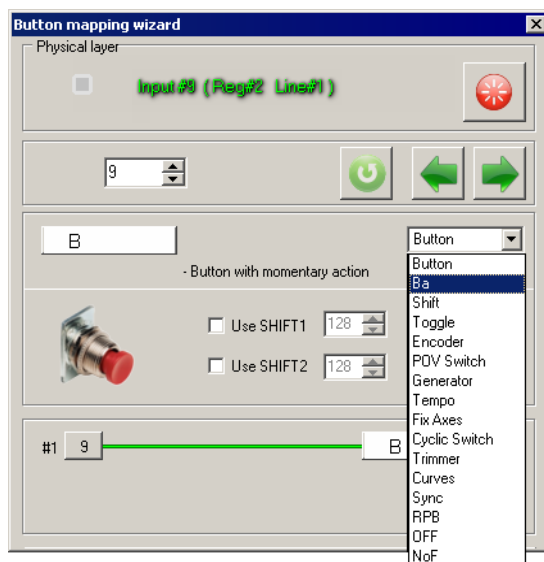 Button mapping wizard
Physical layer
Input#9 (Reg#2 Line#1)
9
B
Button
- Button with momentary action
Use SHIFT1
128
Use SHIFT2
128
Button
Ba
Shift
Toggle
Encoder
POV Switch
Generator
Tempo
Fix Axes
Cyclic Switch
Trimmer
Curves
Sync
RPB
OFF
NoF
#1 9
B